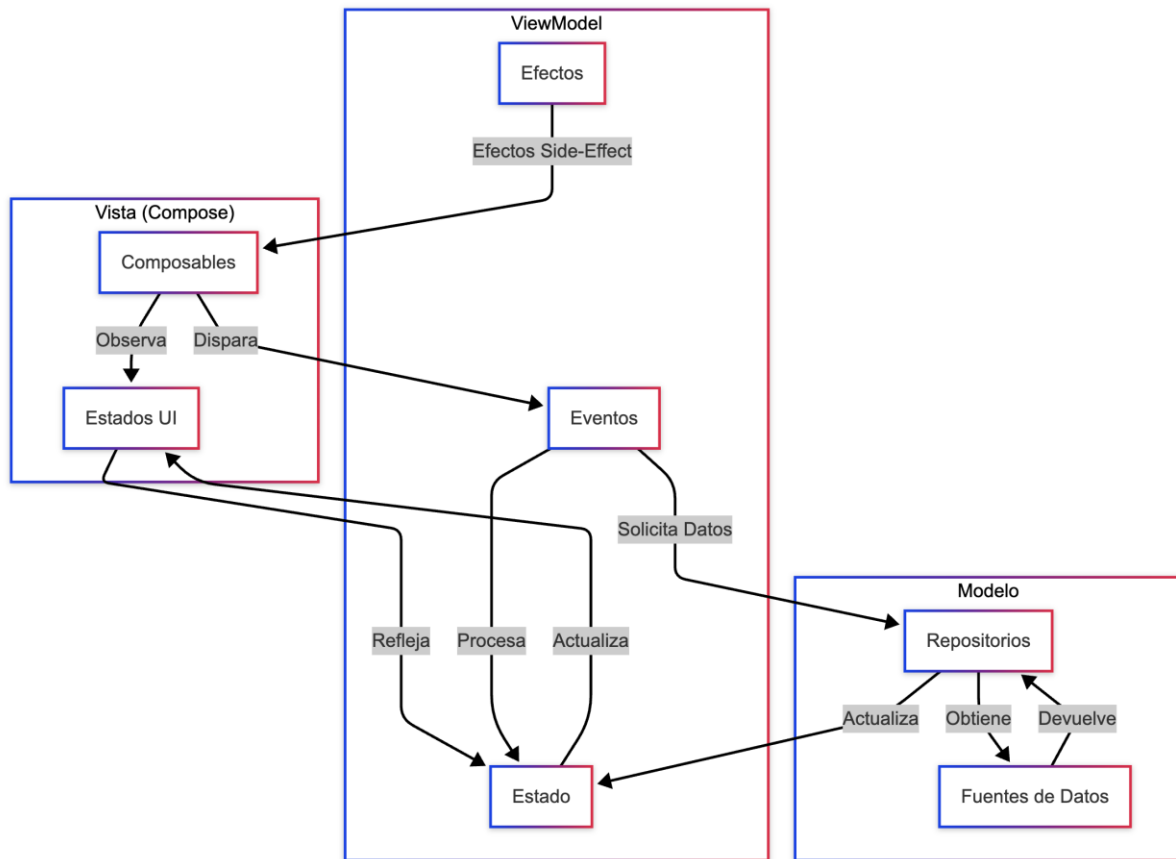 ViewModel
Efectos
Efectos Side-Effect
Vista (Compose)
Composables
Observa
Dispara
Estados UI
Eventos
Solicita Datos
Modelo
Repositorios
Refleja
Procesa
Actualiza
Actualiza
Obtiene
Devuelve
Estado
Fuentes de Datos